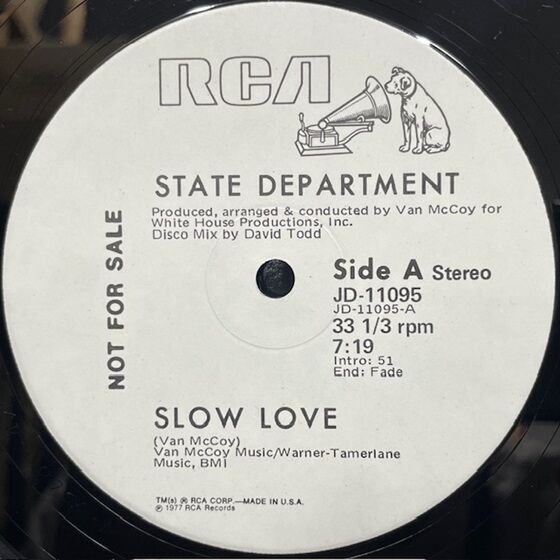 RCA
STATE DEPARTMENT
Produced, arranged & conducted by Van McCoy for
White House Productions, Inc.
Disco Mix by David Todd
NOT FOR SALE
Side A Stereo
JD-11095
JD-11095-A
33 1/3 rpm
7:19
Intro: 51
End: Fade
SLOW LOVE
(Van McCoy)
Van McCoy Music/Warner-Tamerlane
Music, BMI
TM(s) ® RCA CORP.—MADE IN U.S.A.
℗ 1977 RCA Records